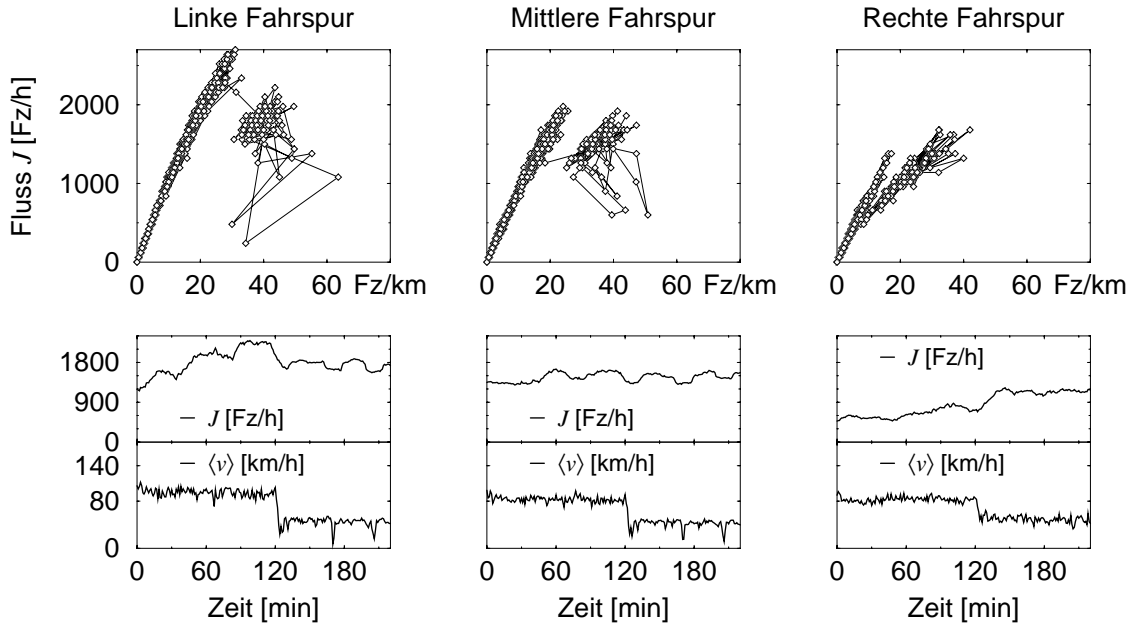 Linke Fahrspur
Mittlere Fahrspur
Rechte Fahrspur
Fluss J [Fz/h]
2000
1000
0
0 20 40 60 Fz/km
0 20 40 60 Fz/km
0 20 40 60 Fz/km
1800
900
0
J [Fz/h]
J [Fz/h]
J [Fz/h]
140
80
0
⟨v⟩ [km/h]
⟨v⟩ [km/h]
⟨v⟩ [km/h]
0 60 120 180
0 60 120 180
0 60 120 180
Zeit [min]
Zeit [min]
Zeit [min]